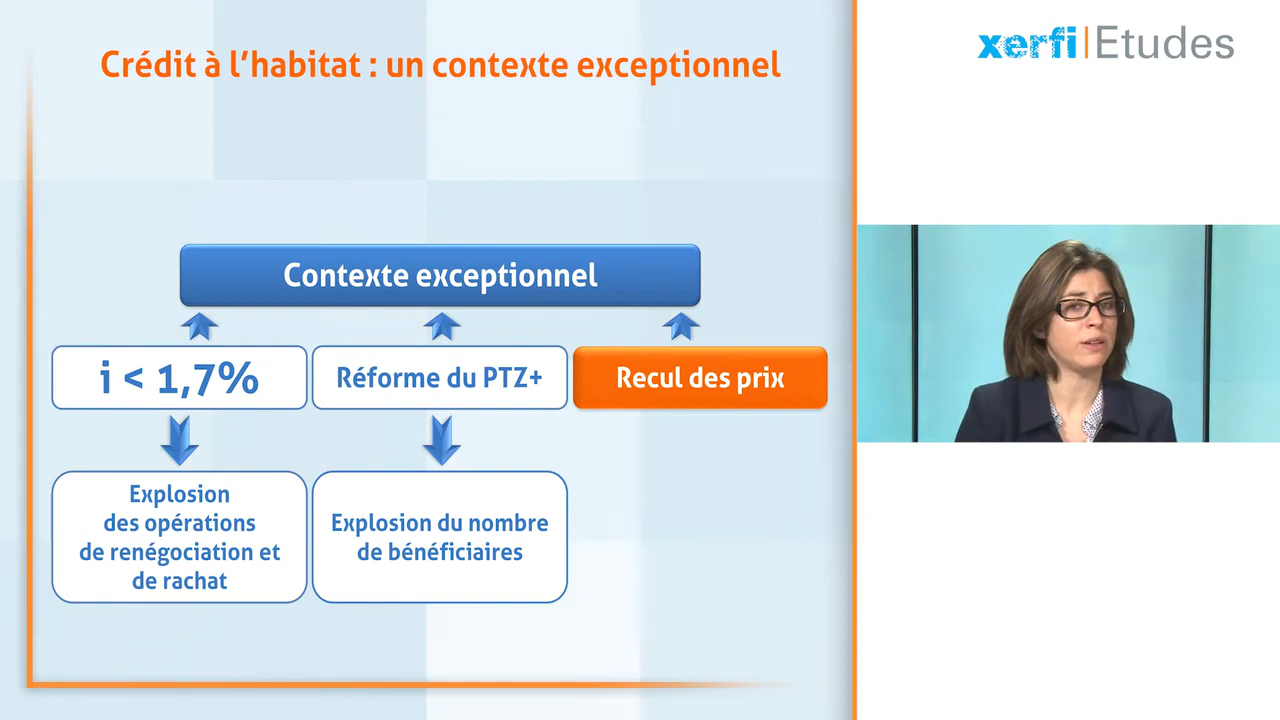 Crédit à l’habitat : un contexte exceptionnel
xerfi|Etudes
Contexte exceptionnel
i < 1,7%
Réforme du PTZ+
Recul des prix
Explosion
des opérations
de renégociation et
de rachat
Explosion du nombre
de bénéficiaires